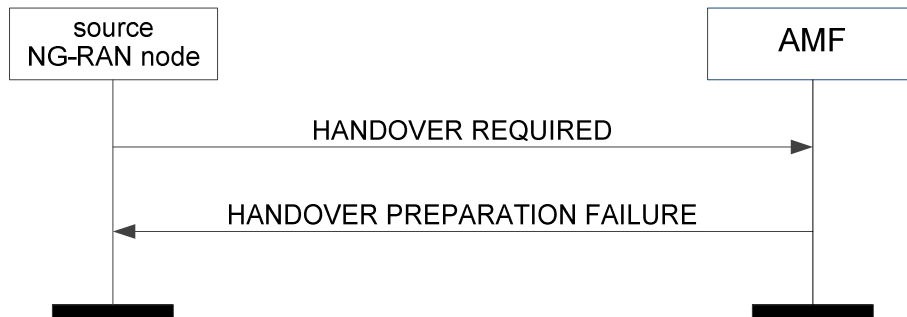 source
NG-RAN node
AMF
HANDOVER REQUIRED
HANDOVER PREPARATION FAILURE